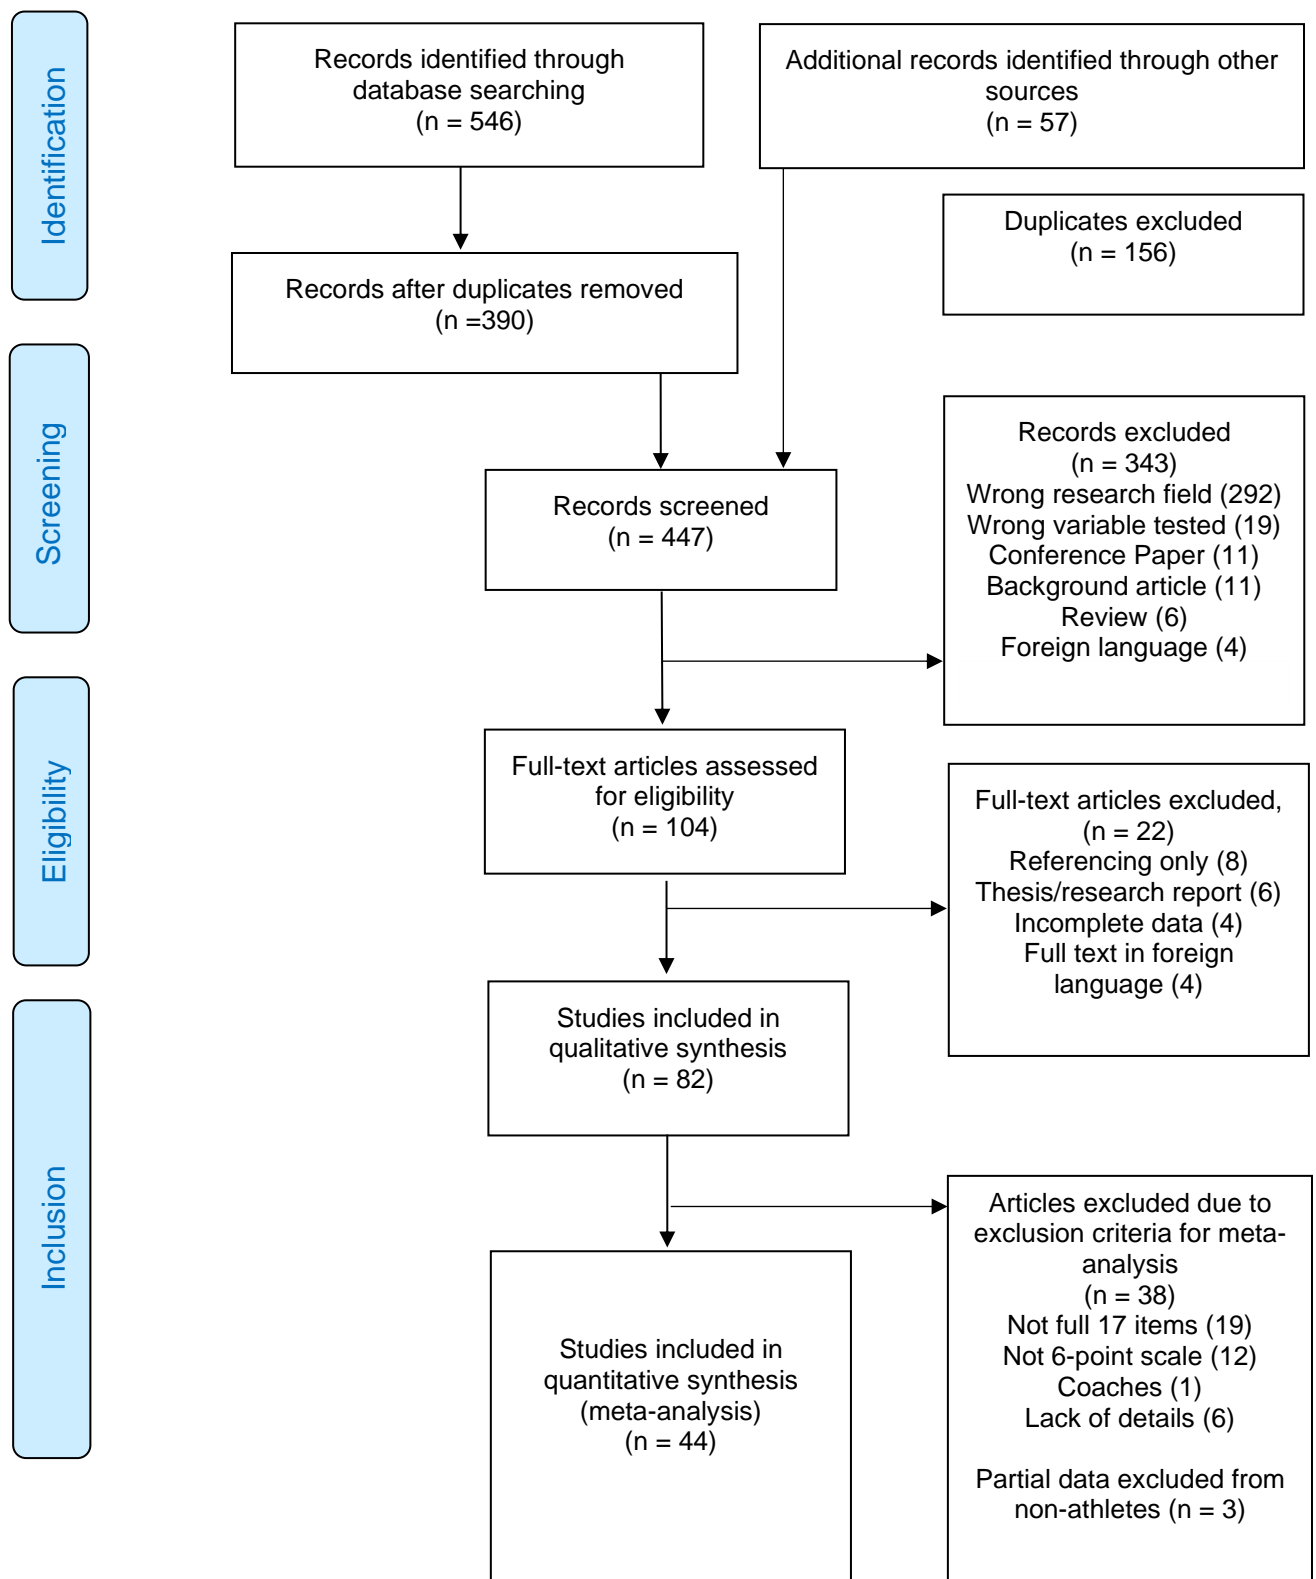 Identification
Records identified through
database searching
(n = 546)
Additional records identified through other
sources
(n = 57)
Duplicates excluded
(n = 156)
Records after duplicates removed
(n =390)
Screening
Records screened
(n = 447)
Records excluded
(n = 343)
Wrong research field (292)
Wrong variable tested (19)
Conference Paper (11)
Background article (11)
Review (6)
Foreign language (4)
Eligibility
Full-text articles assessed
for eligibility
(n = 104)
Full-text articles excluded,
(n = 22)
Referencing only (8)
Thesis/research report (6)
Incomplete data (4)
Full text in foreign
language (4)
Inclusion
Studies included in
qualitative synthesis
(n = 82)
Articles excluded due to
exclusion criteria for meta-
analysis
(n = 38)
Not full 17 items (19)
Not 6-point scale (12)
Coaches (1)
Lack of details (6)
Partial data excluded from
non-athletes (n = 3)
Studies included in
quantitative synthesis
(meta-analysis)
(n = 44)